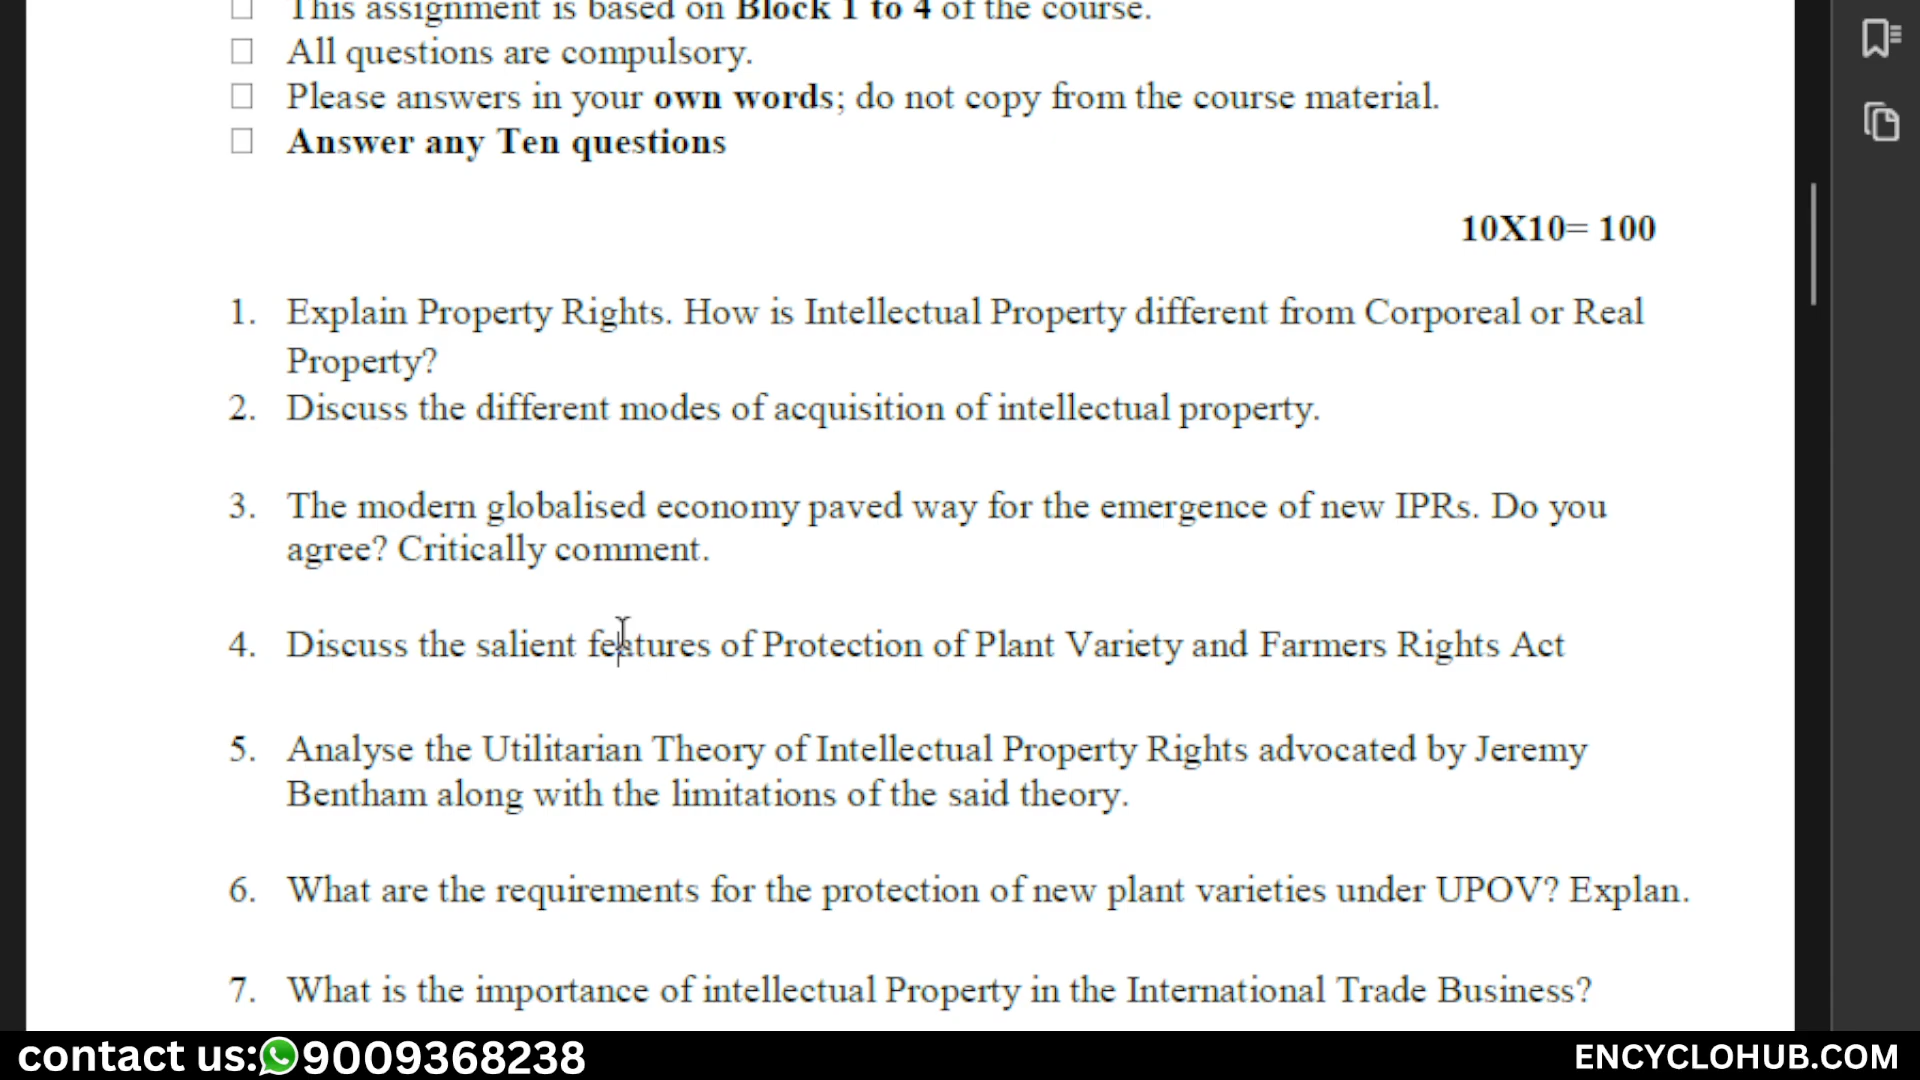 This assignment is based on Block 1 to 4 of the course.
All questions are compulsory.
Please answers in your own words; do not copy from the course material.
Answer any Ten questions
10X10= 100
1. Explain Property Rights. How is Intellectual Property different from Corporeal or Real
Property?
2. Discuss the different modes of acquisition of intellectual property.
3. The modern globalised economy paved way for the emergence of new IPRs. Do you
agree? Critically comment.
4. Discuss the salient features of Protection of Plant Variety and Farmers Rights Act
5. Analyse the Utilitarian Theory of Intellectual Property Rights advocated by Jeremy
Bentham along with the limitations of the said theory.
6. What are the requirements for the protection of new plant varieties under UPOV? Explan.
7. What is the importance of intellectual Property in the International Trade Business?
contact us:9009368238
ENCYCLOHUB.COM